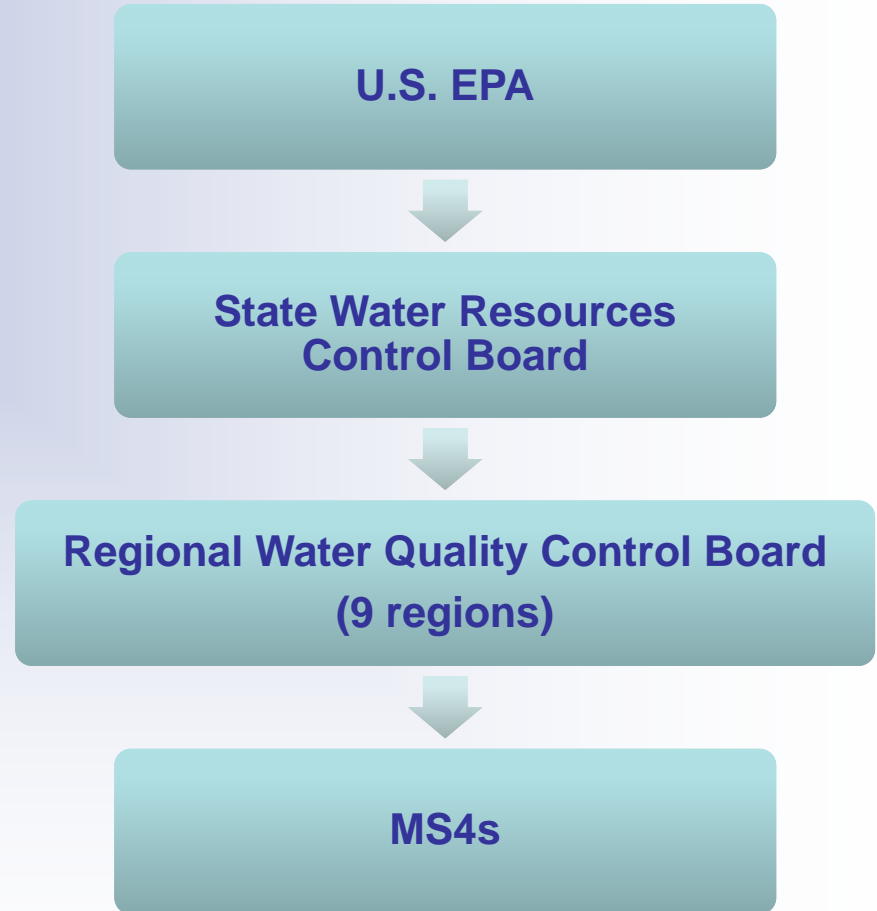 U.S. EPA
State Water Resources
Control Board
Regional Water Quality Control Board
(9 regions)
MS4s